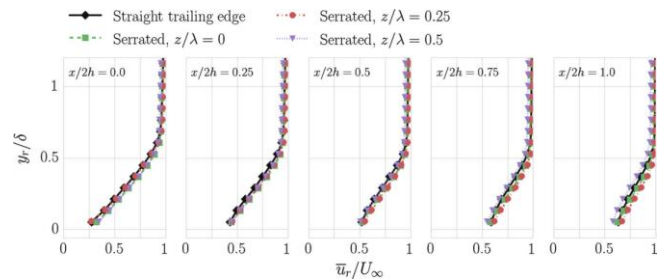 Straight trailing edge
Serrated, z/λ = 0.25
Serrated, z/λ = 0
Serrated, z/λ = 0.5
x/2h = 0.0
x/2h = 0.25
x/2h = 0.5
x/2h = 0.75
x/2h = 1.0
1
0.5
0
y_r/δ
0 0.5 1 0 0.5 1 0 0.5 1 0 0.5 1 0 0.5 1
u̅_r/U_∞